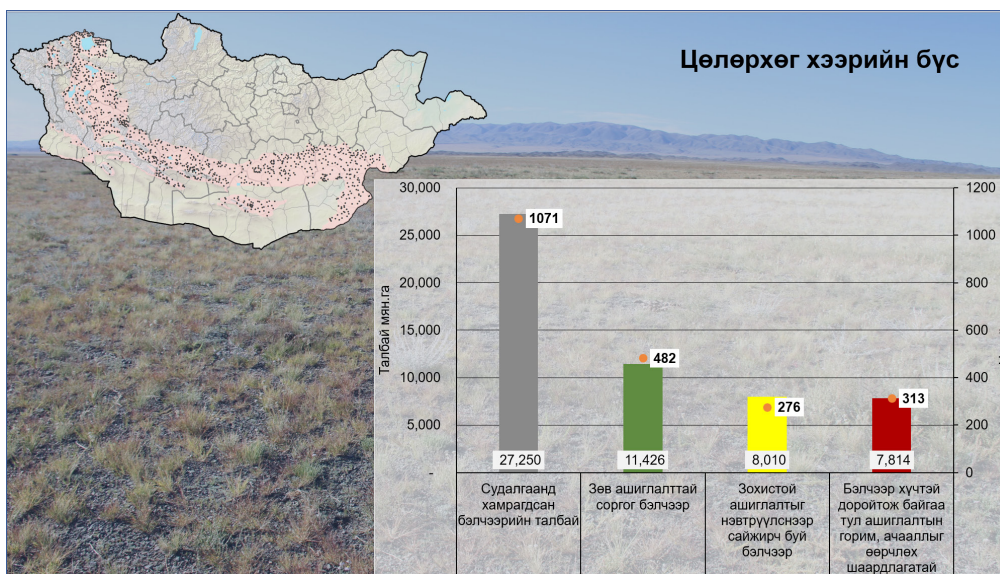 Цөлөрхөг хээрийн бүс
30,000
25,000
20,000
15,000
10,000
5,000
-
Талбай мян.га
1200
1000
800
600
400
200
0
1071
482
276
313
27,250
11,426
8,010
7,814
Судалгаанд
хамрагдсан
бэлчээрийн талбай
Зөв ашиглалттай
соргог бэлчээр
Зохистой
ашиглалтыг
нэвтрүүлснээр
сайжирч буй
бэлчээр
Бэлчээр хүчтэй
доройтож байгаа
тул ашиглалтын
горим, ачааллыг
өөрчлөх
шаардлагатай